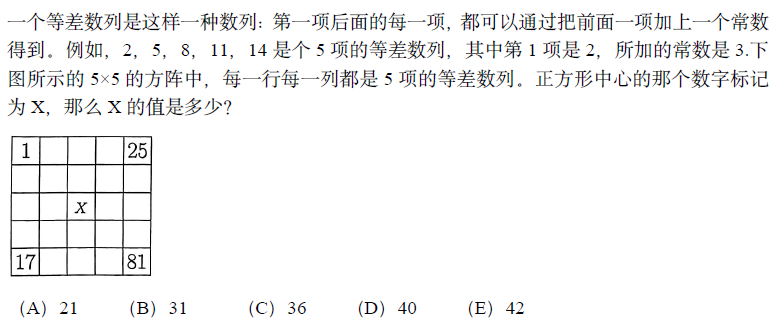 一个等差数列是这样一种数列：第一项后面的每一项，都可以通过把前面一项加上一个常数
得到。例如，2，5，8，11，14 是个 5 项的等差数列，其中第 1 项是 2，所加的常数是 3.下
图所示的 5×5 的方阵中，每一行每一列都是 5 项的等差数列。正方形中心的那个数字标记
为 X，那么 X 的值是多少？
1 25
X
17 81
（A）21 （B）31 （C）36 （D）40 （E）42